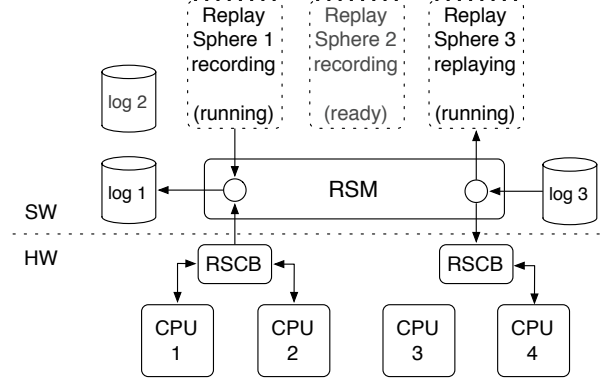 Replay
Sphere 1
recording
(running)
Replay
Sphere 2
recording
(ready)
Replay
Sphere 3
replaying
(running)
log 2
log 1
RSM
log 3
SW
HW
RSCB
RSCB
CPU
1
CPU
2
CPU
3
CPU
4